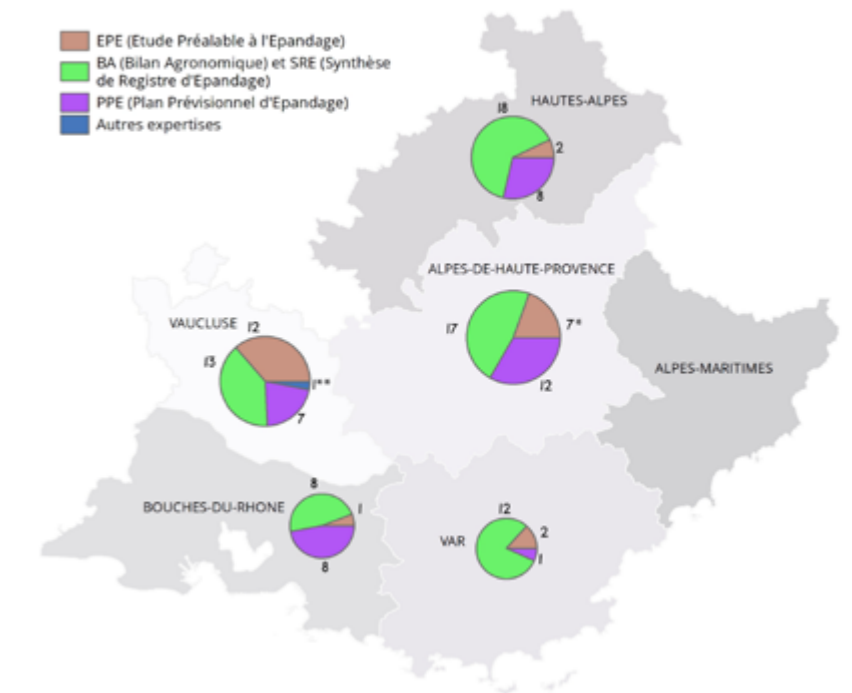 EPE (Etude Préalable à l'Epandage)
BA (Bilan Agronomique) et SRE (Synthèse
de Registre d'Epandage)
PPE (Plan Prévisionnel d'Epandage)
Autres expertises
18
HAUTES-ALPES
2
8
ALPES-DE-HAUTE-PROVENCE
17
7*
12
VAUCLUSE
12
13
1**
7
ALPES-MARITIMES
8
BOUCHES-DU-RHONE
1
8
12
VAR
2
1